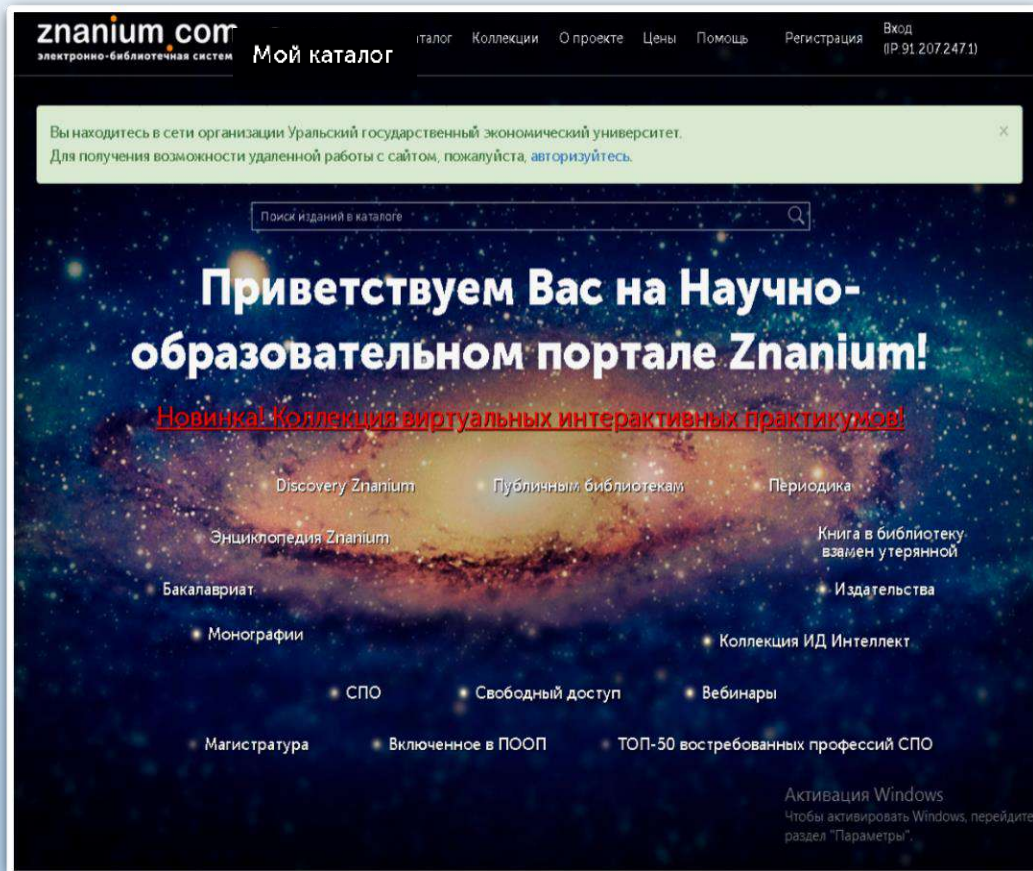 znanium.com
электронно-библиотечная систем
Мой каталог
талог Коллекции О проекте Цены Помощь Регистрация Вход
(IP:91.207.247.1)
Вы находитесь в сети организации Уральский государственный экономический университет.
Для получения возможности удаленной работы с сайтом, пожалуйста, авторизуйтесь.
Поиск изданий в каталоге
Приветствуем Вас на Научно-
образовательном портале Znanium!
Новинка! Коллекция виртуальных интерактивных практикумов!
Discovery Znanium Публичным библиотекам Периодика
Энциклопедия Znanium Книга в библиотеку
взамен утерянной
Бакалавриат Издательства
Монографии Коллекция ИД Интеллект
СПО Свободный доступ Вебинары
Магистратура Включенное в ПООП ТОП-50 востребованных профессий СПО
Активация Windows
Чтобы активировать Windows, перейдите
раздел "Параметры".